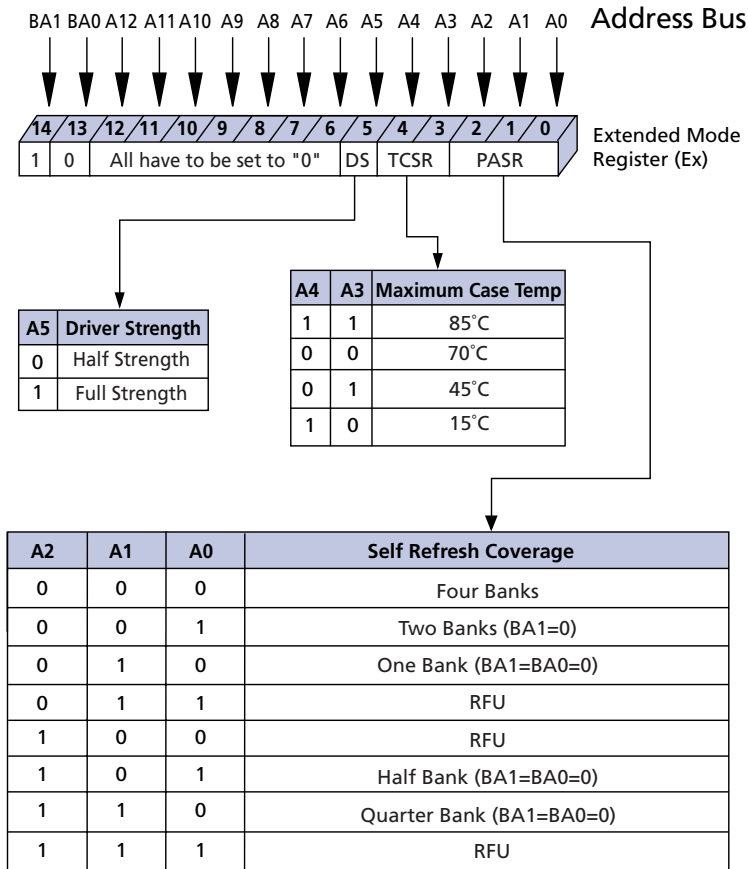 BA1 BA0 A12 A11 A10 A9 A8 A7 A6 A5 A4 A3 A2 A1 A0 Address Bus
14 13 12 11 10 9 8 7 6 5 4 3 2 1 0
Extended Mode
Register (Ex)
1 0 All have to be set to "0" DS TCSR PASR
A4 A3 Maximum Case Temp
1 1 85˚C
0 0 70˚C
0 1 45˚C
1 0 15˚C
A5 Driver Strength
0 Half Strength
1 Full Strength
A2 A1 A0 Self Refresh Coverage
0 0 0 Four Banks
0 0 1 Two Banks (BA1=0)
0 1 0 One Bank (BA1=BA0=0)
0 1 1 RFU
1 0 0 RFU
1 0 1 Half Bank (BA1=BA0=0)
1 1 0 Quarter Bank (BA1=BA0=0)
1 1 1 RFU